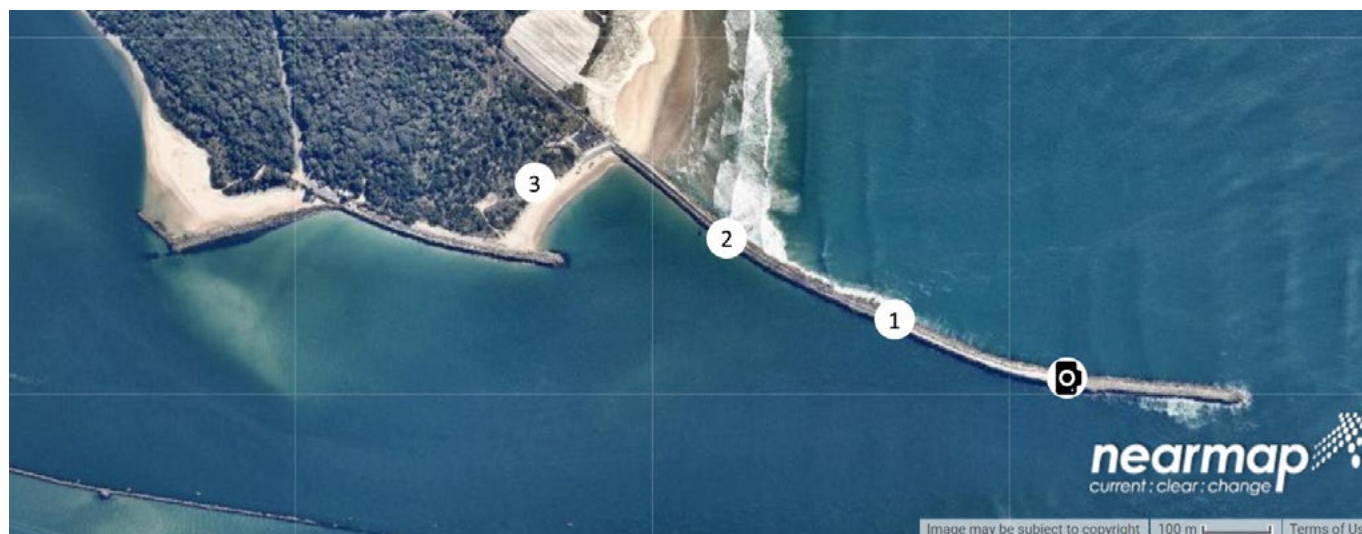 3
2
1
nearmap
current : clear : change
Image may be subject to copyright 100 m Terms of Us